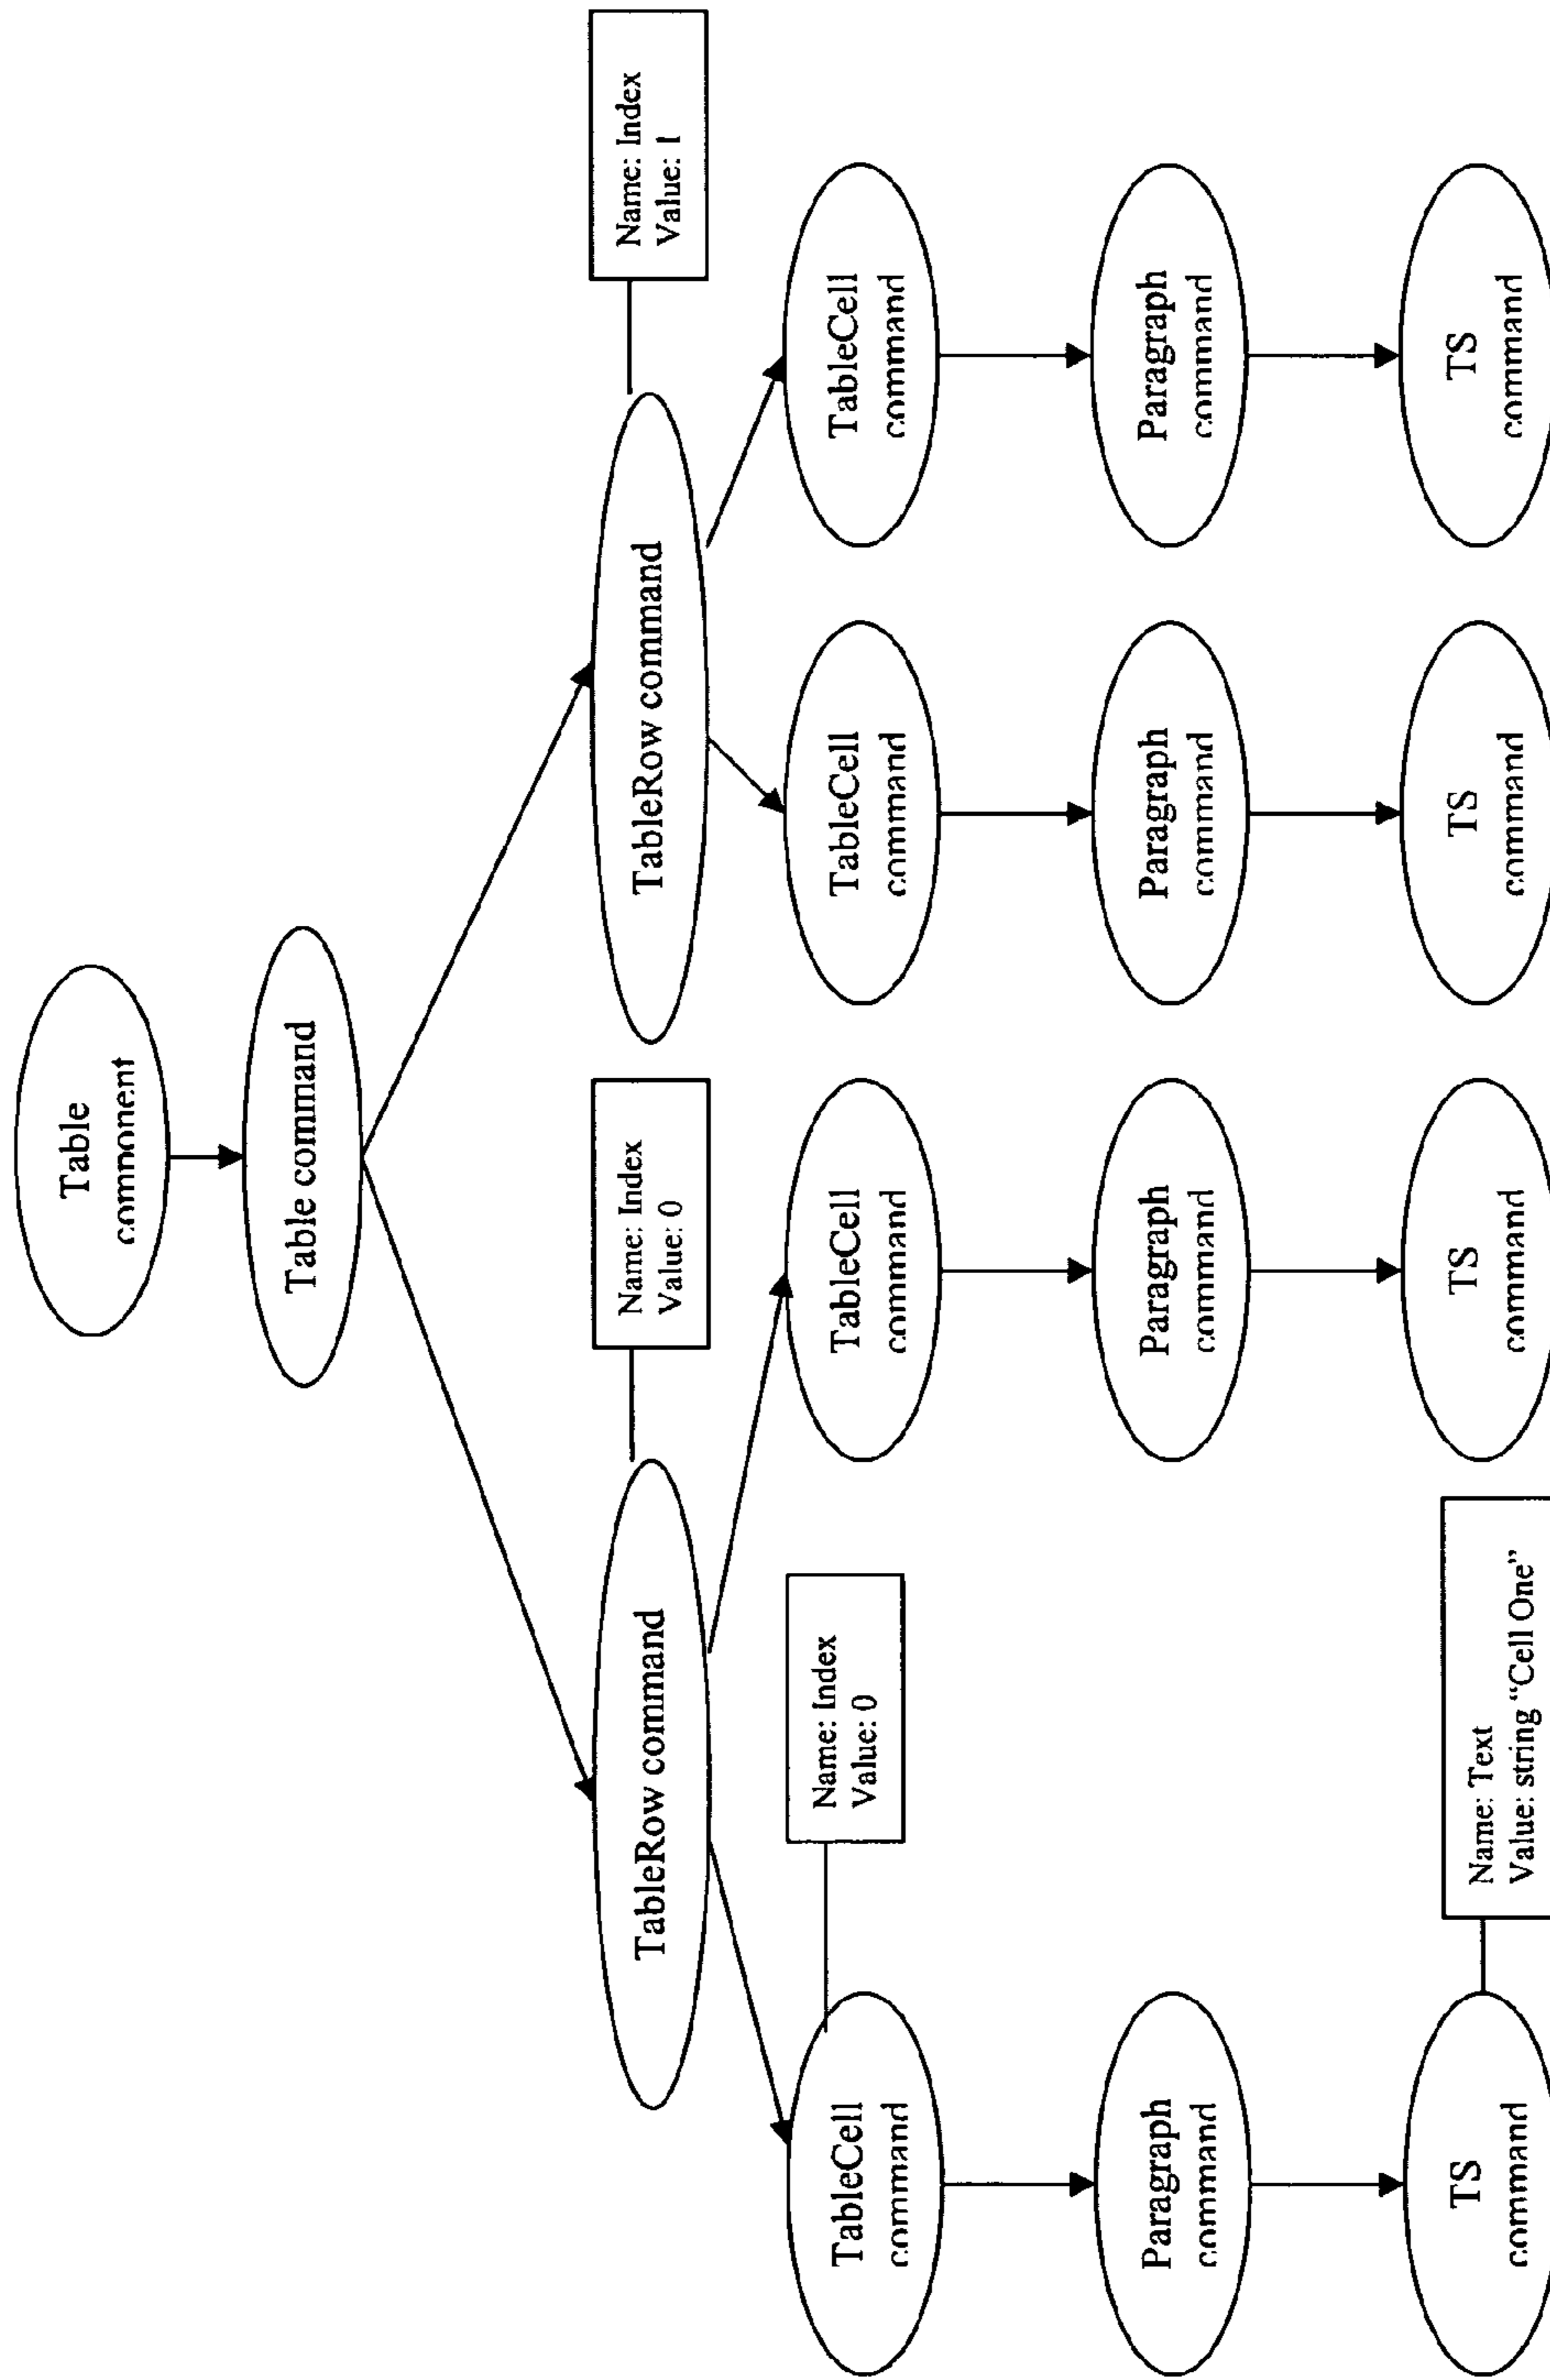 Table
component
Table command
TableRow command
Name: Index
Value: 0
TableRow command
Name: Index
Value: 1
TableCell
command
Name: Index
Value: 0
TableCell
command
TableCell
command
TableCell
command
Paragraph
command
Paragraph
command
Paragraph
command
Paragraph
command
TS
command
Name: Text
Value: string “Cell One”
TS
command
TS
command
TS
command